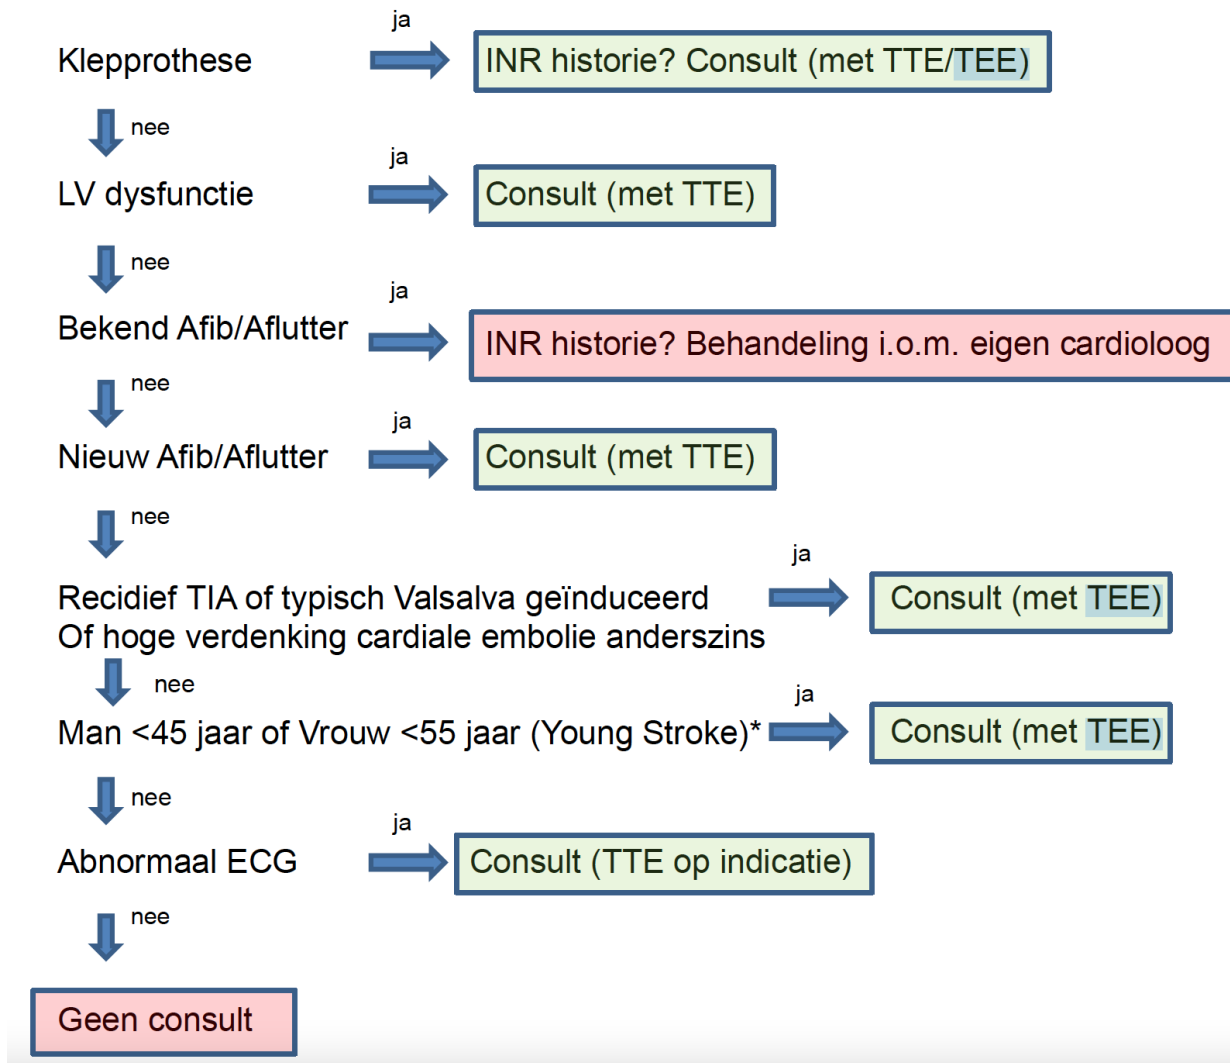 ja
Klepprothese
INR historie? Consult (met TTE/TEE)
nee
ja
LV dysfunctie
Consult (met TTE)
nee
ja
Bekend Afib/Aflutter
INR historie? Behandeling i.o.m. eigen cardioloog
nee
ja
Nieuw Afib/Aflutter
Consult (met TTE)
nee
ja
Recidief TIA of typisch Valsalva geïnduceerd
Of hoge verdenking cardiale embolie anderszins
Consult (met TEE)
nee
ja
Man <45 jaar of Vrouw <55 jaar (Young Stroke)*
Consult (met TEE)
nee
ja
Abnormaal ECG
Consult (TTE op indicatie)
nee
Geen consult